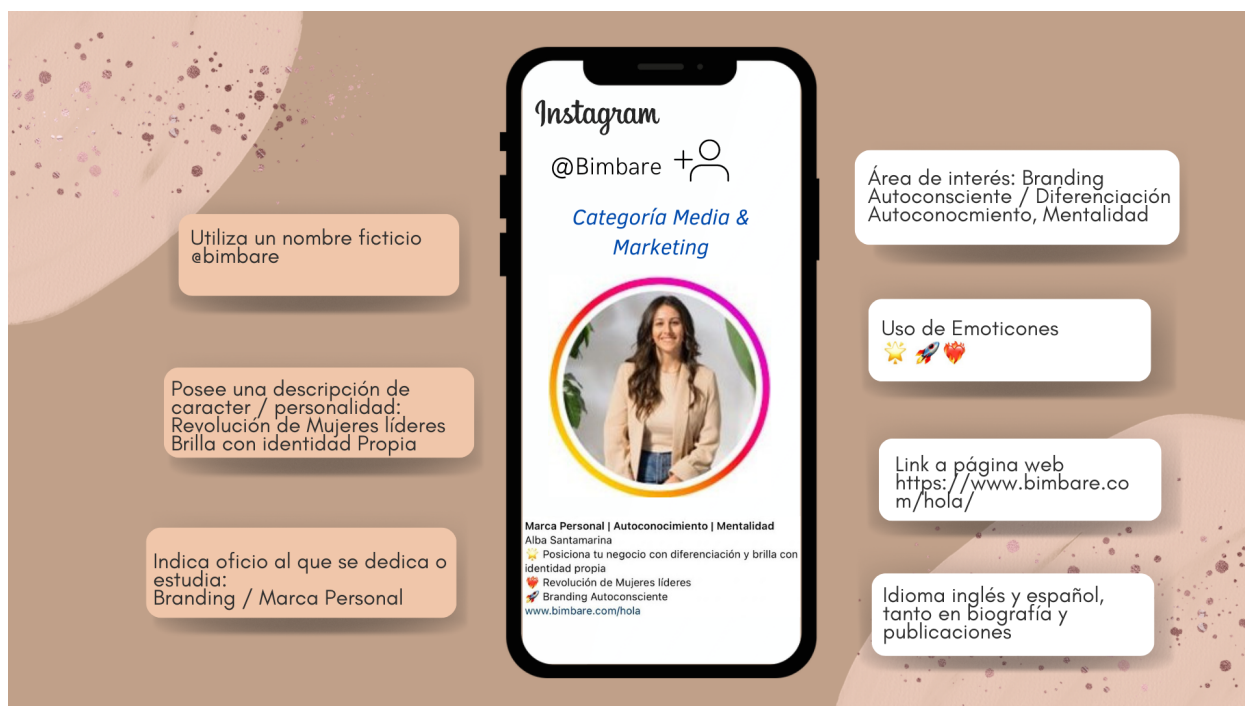 Instagram
@Bimbare
Categoría Media &
Marketing
Marca Personal | Autoconocimiento | Mentalidad
Alba Santamarina
🌟 Posiciona tu negocio con diferenciación y brilla con
identidad propia
❤️‍🔥 Revolución de Mujeres líderes
🚀 Branding Autoconsciente
www.bimbare.com/hola
Utiliza un nombre ficticio
@bimbare
Posee una descripción de
caracter / personalidad:
Revolución de Mujeres líderes
Brilla con identidad Propia
Indica oficio al que se dedica o
estudia:
Branding / Marca Personal
Área de interés: Branding
Autoconsciente / Diferenciación
Autoconocmiento, Mentalidad
Uso de Emoticones
🌟 🚀 ❤️‍🔥
Link a página web
https://www.bimbare.co
m/hola/
Idioma inglés y español,
tanto en biografía y
publicaciones